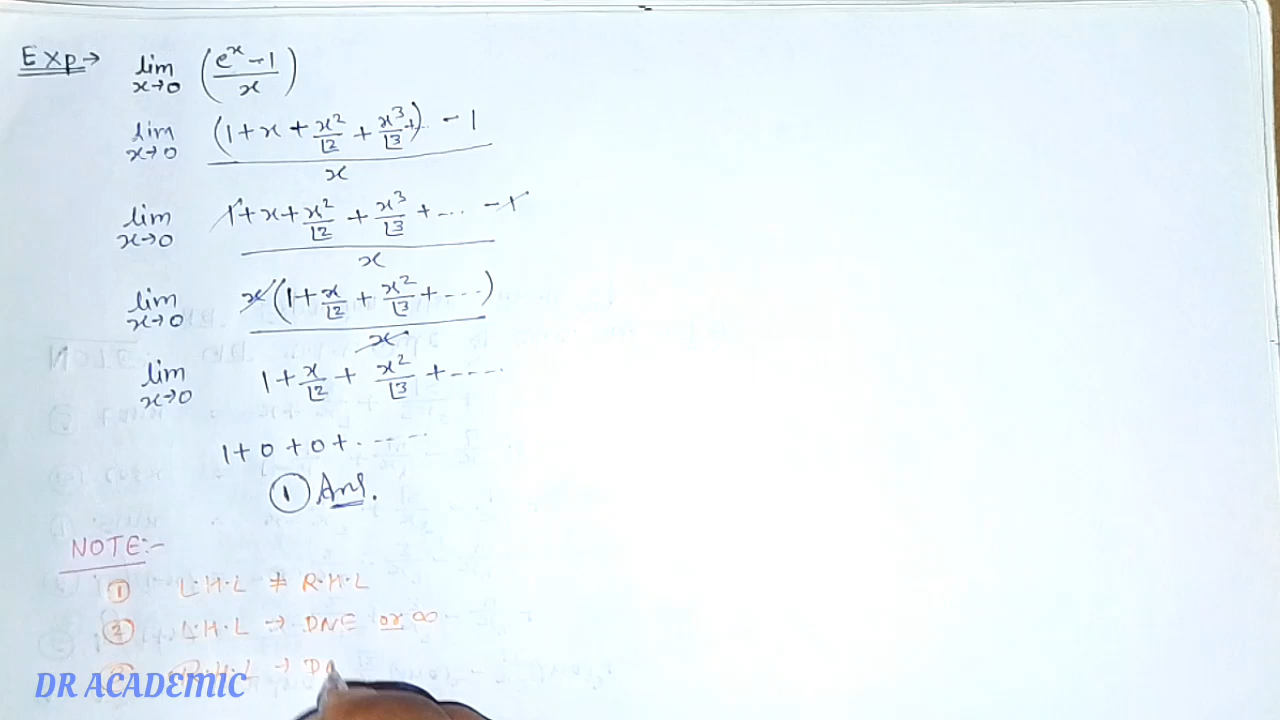 Exp→ lim x→0 (e^x - 1 / x)
lim x→0 (1 + x + x²/⌊2 + x³/⌊3 + ..) - 1 / x
lim x→0 1 + x + x²/⌊2 + x³/⌊3 + .... - 1 / x
lim x→0 x(1 + x/⌊2 + x²/⌊3 + ....) / x
lim x→0 1 + x/⌊2 + x²/⌊3 + .....
1 + 0 + 0 + ......
① Ans.
NOTE:-
① L.H.L ≠ R.H.L
② L.H.L → DNE or ∞
③ R.H.L → D
DR ACADEMIC